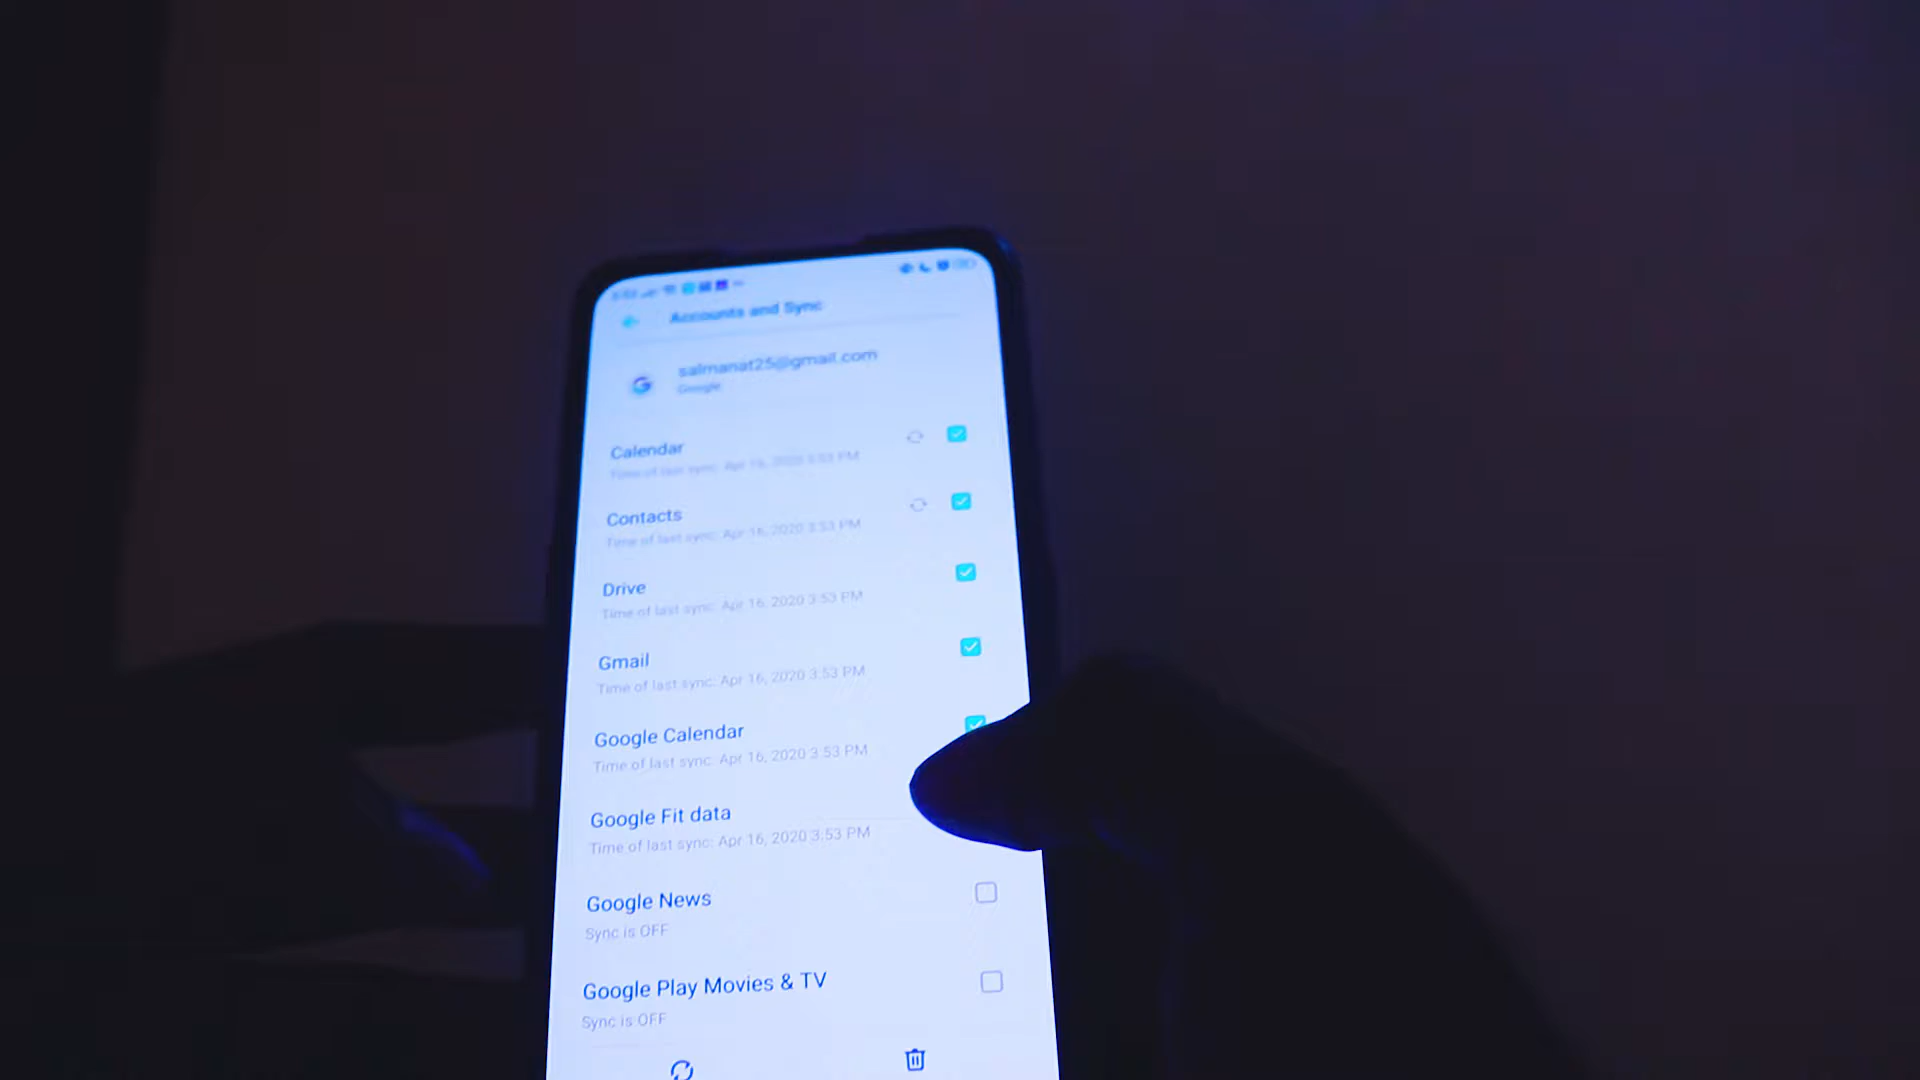 Accounts and Sync
salmanat25@gmail.com
Google
Calendar
Time of last sync: Apr 16, 2020 3:53 PM
Contacts
Time of last sync: Apr 16, 2020 3:53 PM
Drive
Time of last sync: Apr 16, 2020 3:53 PM
Gmail
Time of last sync: Apr 16, 2020 3:53 PM
Google Calendar
Time of last sync: Apr 16, 2020 3:53 PM
Google Fit data
Time of last sync: Apr 16, 2020 3:53 PM
Google News
Sync is OFF
Google Play Movies & TV
Sync is OFF